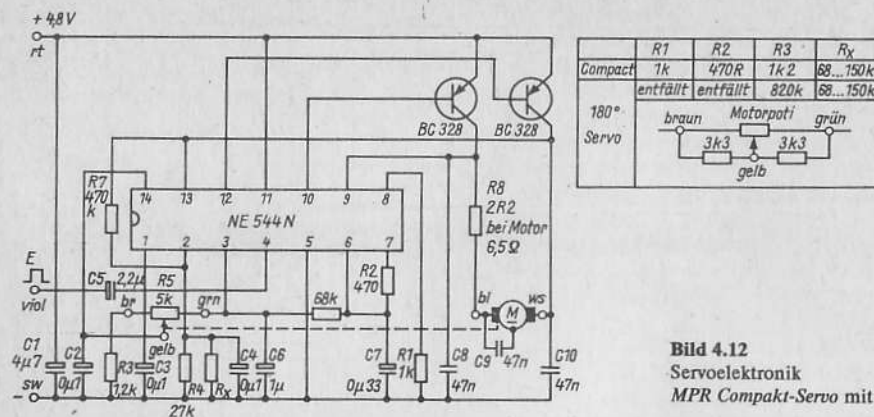 + 4,8V
rt
BC 328
BC 328
R7
470
k
14 13 12 11 10 9 8
NE 544 N
1 2 3 4 5 6 7
R8
2R2
bei Motor
6,5 Ω
E
viol
C5
2,2µ
R5
5k
br
grn
gelb
68k
R2
470
bl
M
ws
C9
47n
C1
4µ7
C2
0µ1
R3
1,2k
C3
0µ1
R4
27k
Rx
C4
0µ1
C6
1µ
C7
0µ33
R1
1k
C8
47n
C10
47n
sw
−
R1 R2 R3 Rx
Compact 1k 470R 1k2 68...150k
entfällt entfällt 820k 68...150k
180°
Servo
braun
Motorpoti
grün
3k3
3k3
gelb
Bild 4.12
Servoelektronik
MPR Compakt-Servo mit